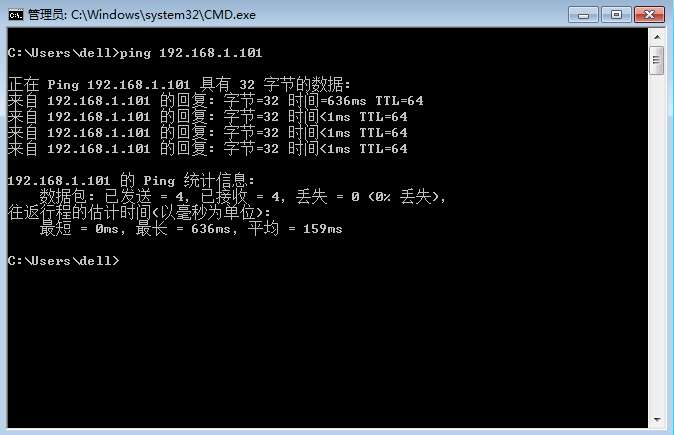 管理员: C:\Windows\system32\CMD.exe
C:\Users\dell>ping 192.168.1.101
正在 Ping 192.168.1.101 具有 32 字节的数据:
来自 192.168.1.101 的回复: 字节=32 时间=636ms TTL=64
来自 192.168.1.101 的回复: 字节=32 时间<1ms TTL=64
来自 192.168.1.101 的回复: 字节=32 时间<1ms TTL=64
来自 192.168.1.101 的回复: 字节=32 时间<1ms TTL=64
192.168.1.101 的 Ping 统计信息:
数据包: 已发送 = 4, 已接收 = 4, 丢失 = 0 (0% 丢失),
往返行程的估计时间(以毫秒为单位):
最短 = 0ms, 最长 = 636ms, 平均 = 159ms
C:\Users\dell>